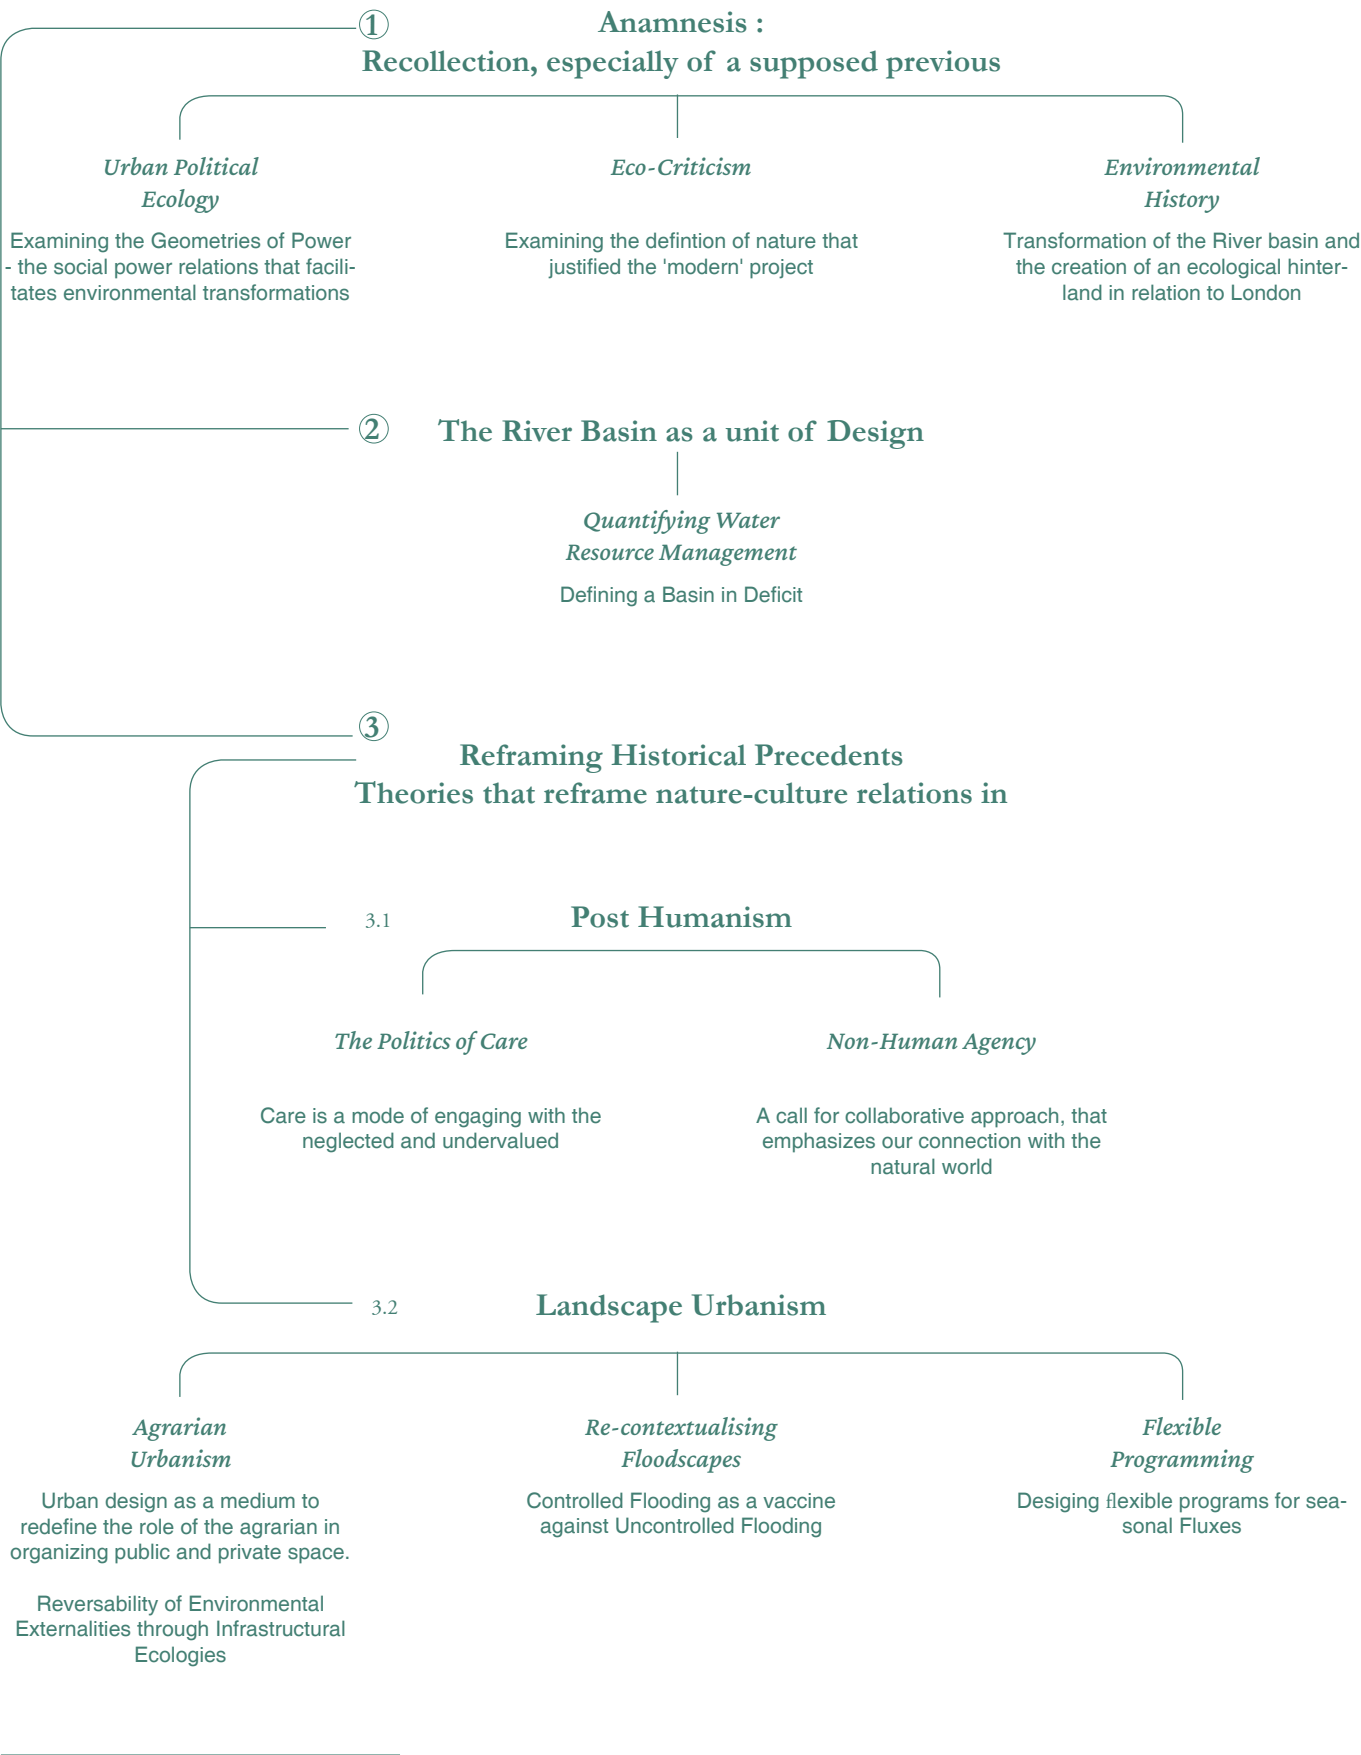 ①
Anamnesis :
Recollection, especially of a supposed previous
Urban Political
Ecology
Examining the Geometries of Power
- the social power relations that facili-
tates environmental transformations
Eco-Criticism
Examining the defintion of nature that
justified the 'modern' project
Environmental
History
Transformation of the River basin and
the creation of an ecological hinter-
land in relation to London
②
The River Basin as a unit of Design
Quantifying Water
Resource Management
Defining a Basin in Deficit
③
Reframing Historical Precedents
Theories that reframe nature-culture relations in
3.1
Post Humanism
The Politics of Care
Care is a mode of engaging with the
neglected and undervalued
Non-Human Agency
A call for collaborative approach, that
emphasizes our connection with the
natural world
3.2
Landscape Urbanism
Agrarian
Urbanism
Urban design as a medium to
redefine the role of the agrarian in
organizing public and private space.
Reversability of Environmental
Externalities through Infrastructural
Ecologies
Re-contextualising
Floodscapes
Controlled Flooding as a vaccine
against Uncontrolled Flooding
Flexible
Programming
Desiging flexible programs for sea-
sonal Fluxes